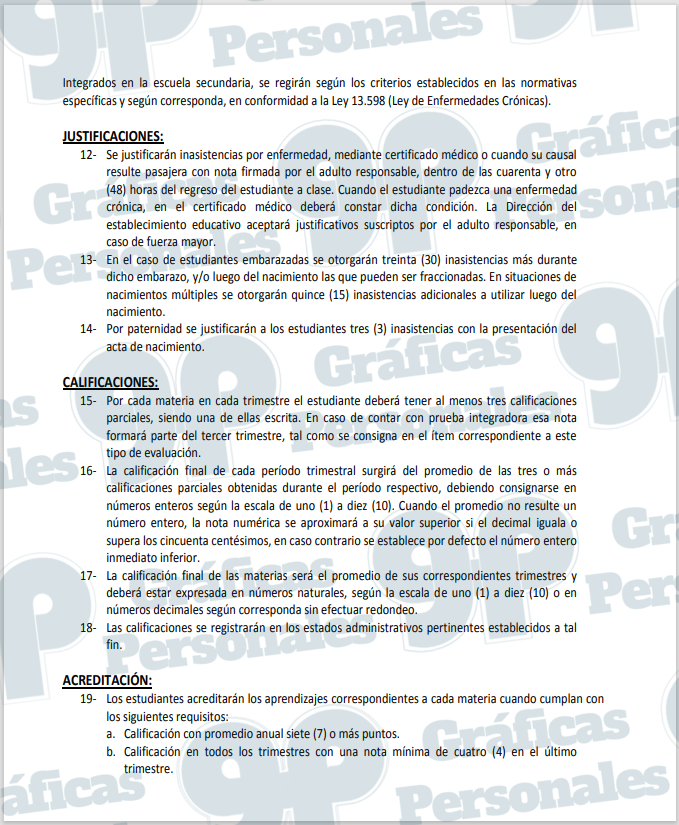 Integrados en la escuela secundaria, se regirán según los criterios establecidos en las normativas
específicas y según corresponda, en conformidad a la Ley 13.598 (Ley de Enfermedades Crónicas).
JUSTIFICACIONES:
12- Se justificarán inasistencias por enfermedad, mediante certificado médico o cuando su causal
resulte pasajera con nota firmada por el adulto responsable, dentro de las cuarenta y otro
(48) horas del regreso del estudiante a clase. Cuando el estudiante padezca una enfermedad
crónica, en el certificado médico deberá constar dicha condición. La Dirección del
establecimiento educativo aceptará justificativos suscriptos por el adulto responsable, en
caso de fuerza mayor.
13- En el caso de estudiantes embarazadas se otorgarán treinta (30) inasistencias más durante
dicho embarazo, y/o luego del nacimiento las que pueden ser fraccionadas. En situaciones de
nacimientos múltiples se otorgarán quince (15) inasistencias adicionales a utilizar luego del
nacimiento.
14- Por paternidad se justificarán a los estudiantes tres (3) inasistencias con la presentación del
acta de nacimiento.
CALIFICACIONES:
15- Por cada materia en cada trimestre el estudiante deberá tener al menos tres calificaciones
parciales, siendo una de ellas escrita. En caso de contar con prueba integradora esa nota
formará parte del tercer trimestre, tal como se consigna en el ítem correspondiente a este
tipo de evaluación.
16- La calificación final de cada período trimestral surgirá del promedio de las tres o más
calificaciones parciales obtenidas durante el período respectivo, debiendo consignarse en
números enteros según la escala de uno (1) a diez (10). Cuando el promedio no resulte un
número entero, la nota numérica se aproximará a su valor superior si el decimal iguala o
supera los cincuenta centésimos, en caso contrario se establece por defecto el número entero
inmediato inferior.
17- La calificación final de las materias será el promedio de sus correspondientes trimestres y
deberá estar expresada en números naturales, según la escala de uno (1) a diez (10) o en
números decimales según corresponda sin efectuar redondeo.
18- Las calificaciones se registrarán en los estados administrativos pertinentes establecidos a tal
fin.
ACREDITACIÓN:
19- Los estudiantes acreditarán los aprendizajes correspondientes a cada materia cuando cumplan con
los siguientes requisitos:
a. Calificación con promedio anual siete (7) o más puntos.
b. Calificación en todos los trimestres con una nota mínima de cuatro (4) en el último
trimestre.
gp Gráficas
Personales